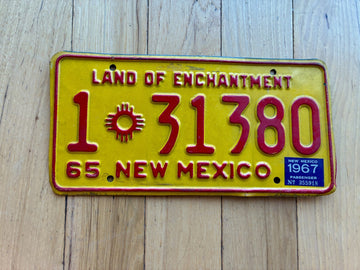 LAND OF ENCHANTMENT
1 31380
65 NEW MEXICO
NEW MEXICO
1967
PASSENGER